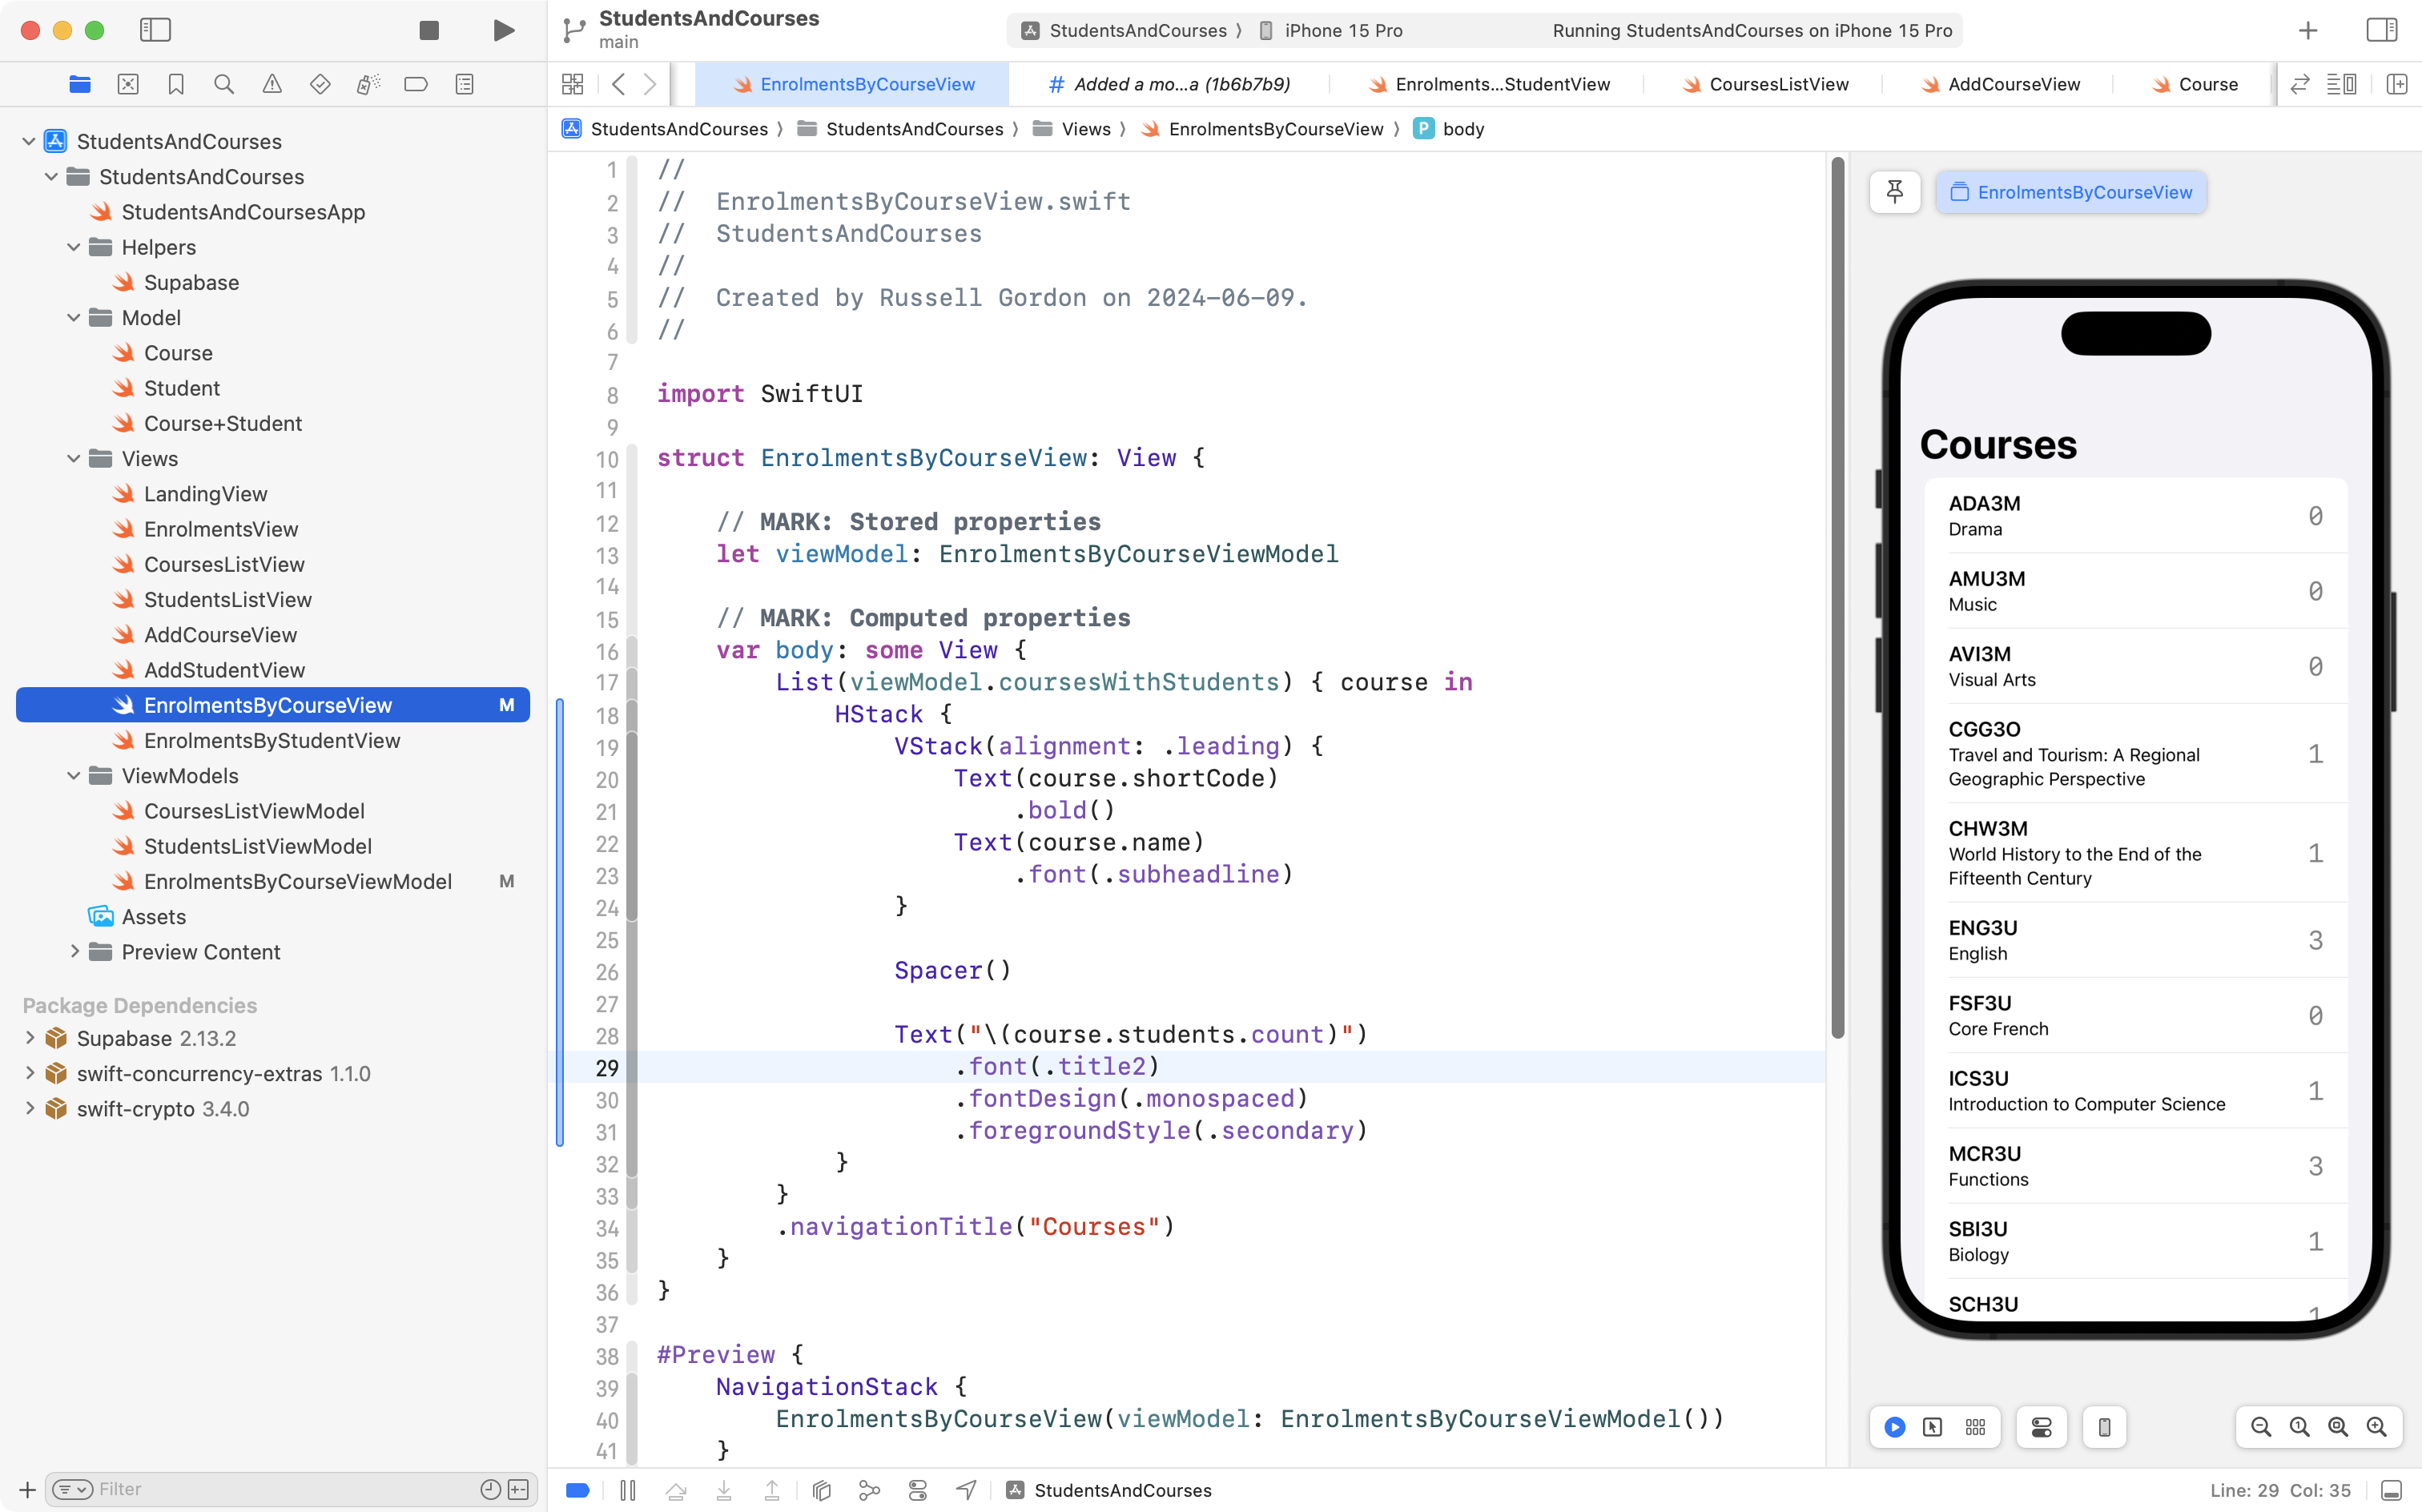 StudentsAndCourses
main
StudentsAndCourses 〉 iPhone 15 Pro
Running StudentsAndCourses on iPhone 15 Pro
EnrolmentsByCourseView
# Added a mo...a (1b6b7b9)
Enrolments...StudentView
CoursesListView
AddCourseView
Course
StudentsAndCourses 〉 StudentsAndCourses 〉 Views 〉 EnrolmentsByCourseView 〉 P body
StudentsAndCourses
StudentsAndCourses
StudentsAndCoursesApp
Helpers
Supabase
Model
Course
Student
Course+Student
Views
LandingView
EnrolmentsView
CoursesListView
StudentsListView
AddCourseView
AddStudentView
EnrolmentsByCourseView M
EnrolmentsByStudentView
ViewModels
CoursesListViewModel
StudentsListViewModel
EnrolmentsByCourseViewModel M
Assets
Preview Content
Package Dependencies
Supabase 2.13.2
swift-concurrency-extras 1.1.0
swift-crypto 3.4.0
Filter
1 //
2 //  EnrolmentsByCourseView.swift
3 //  StudentsAndCourses
4 //
5 //  Created by Russell Gordon on 2024-06-09.
6 //
7
8 import SwiftUI
9
10 struct EnrolmentsByCourseView: View {
11
12     // MARK: Stored properties
13     let viewModel: EnrolmentsByCourseViewModel
14
15     // MARK: Computed properties
16     var body: some View {
17         List(viewModel.coursesWithStudents) { course in
18             HStack {
19                 VStack(alignment: .leading) {
20                     Text(course.shortCode)
21                         .bold()
22                     Text(course.name)
23                         .font(.subheadline)
24                 }
25
26                 Spacer()
27
28                 Text("\(course.students.count)")
29                     .font(.title2)
30                     .fontDesign(.monospaced)
31                     .foregroundStyle(.secondary)
32             }
33         }
34         .navigationTitle("Courses")
35     }
36 }
37
38 #Preview {
39     NavigationStack {
40         EnrolmentsByCourseView(viewModel: EnrolmentsByCourseViewModel())
41     }
EnrolmentsByCourseView
Courses
ADA3M
Drama
0
AMU3M
Music
0
AVI3M
Visual Arts
0
CGG3O
Travel and Tourism: A Regional
Geographic Perspective
1
CHW3M
World History to the End of the
Fifteenth Century
1
ENG3U
English
3
FSF3U
Core French
0
ICS3U
Introduction to Computer Science
1
MCR3U
Functions
3
SBI3U
Biology
1
SCH3U
1
StudentsAndCourses
Line: 29 Col: 35